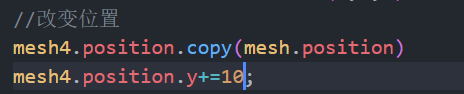 //改变位置
mesh4.position.copy(mesh.position)
mesh4.position.y+=10;